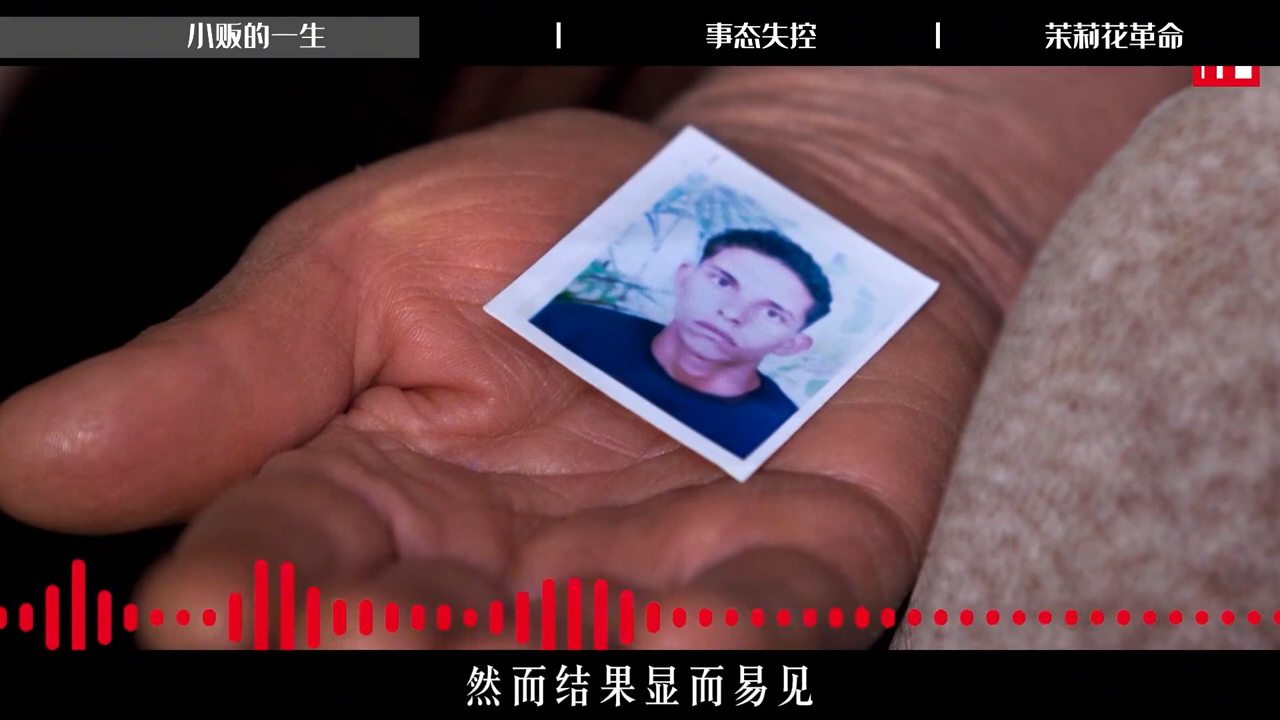 小贩的一生
事态失控
茉莉花革命
然而结果显而易见